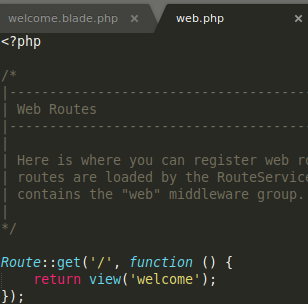 welcome.blade.php × web.php ×
<?php
/*
|-----------------------------------
| Web Routes
|-----------------------------------
|
| Here is where you can register web
| routes are loaded by the RouteService
| contains the "web" middleware group.
|
*/
Route::get('/', function () {
return view('welcome');
});